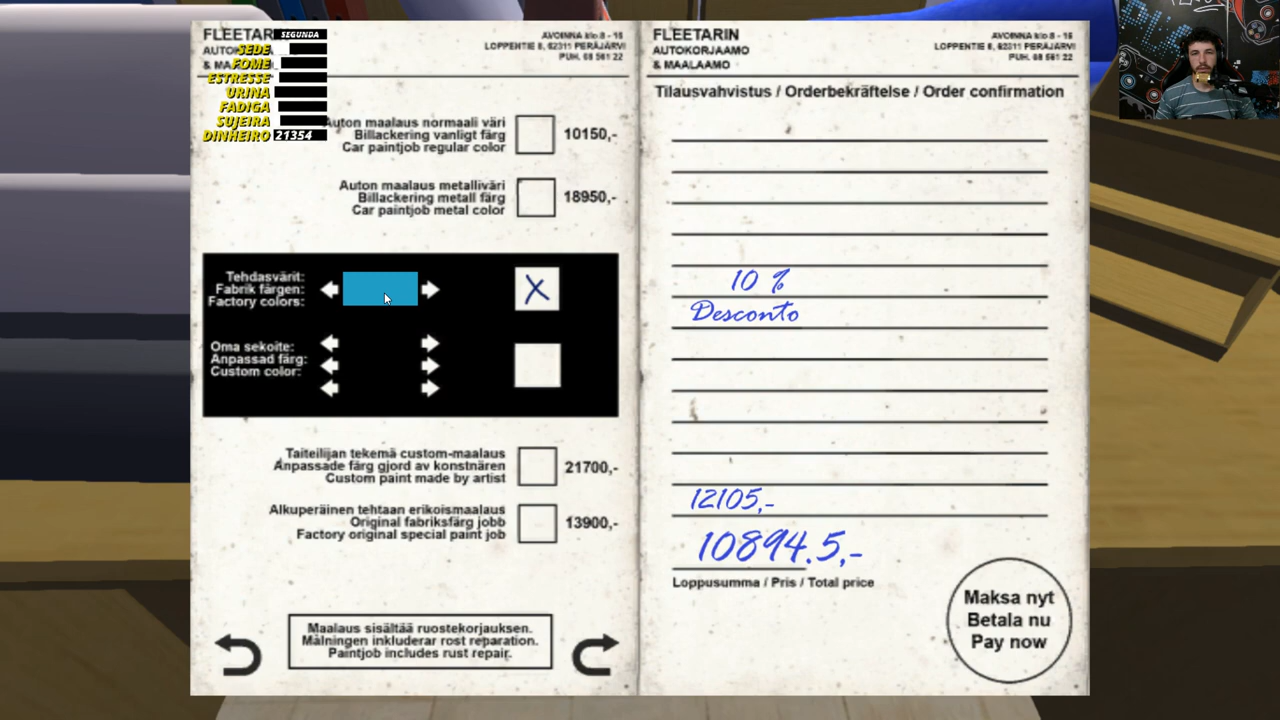 FLEETAR
SEGUNDA
AUTOK
& MA
SEDE
FOME
ESTRESSE
URINA
FADIGA
SUJEIRA
DINHEIRO 21354
AVOINNA klo 8 - 16
LOPPENTIE 8, 62311 PERÄJÄRVI
PUH. 68 561 22
Auton maalaus normaali väri
Billackering vanligt färg
Car paintjob regular color
10150,-
Auton maalaus metalliväri
Billackering metall färg
Car paintjob metal color
18950,-
Tehdasvärit:
Fabrik färgen:
Factory colors:
X
Oma sekoite:
Anpassad färg:
Custom color:
Taiteilijan tekemä custom-maalaus
Anpassade färg gjord av konstnären
Custom paint made by artist
21700,-
Alkuperäinen tehtaan erikoismaalaus
Original fabriksfärg jobb
Factory original special paint job
13900,-
Maalaus sisältää ruostekorjauksen.
Målningen inkluderar rost reparation.
Paintjob includes rust repair.
FLEETARIN
AUTOKORJAAMO
& MAALAAMO
AVOINNA klo 8 - 16
LOPPENTIE 8, 62311 PERÄJÄRVI
PUH. 68 561 22
Tilausvahvistus / Orderbekräftelse / Order confirmation
10 %
Desconto
12105,-
10894.5,-
Loppusumma / Pris / Total price
Maksa nyt
Betala nu
Pay now